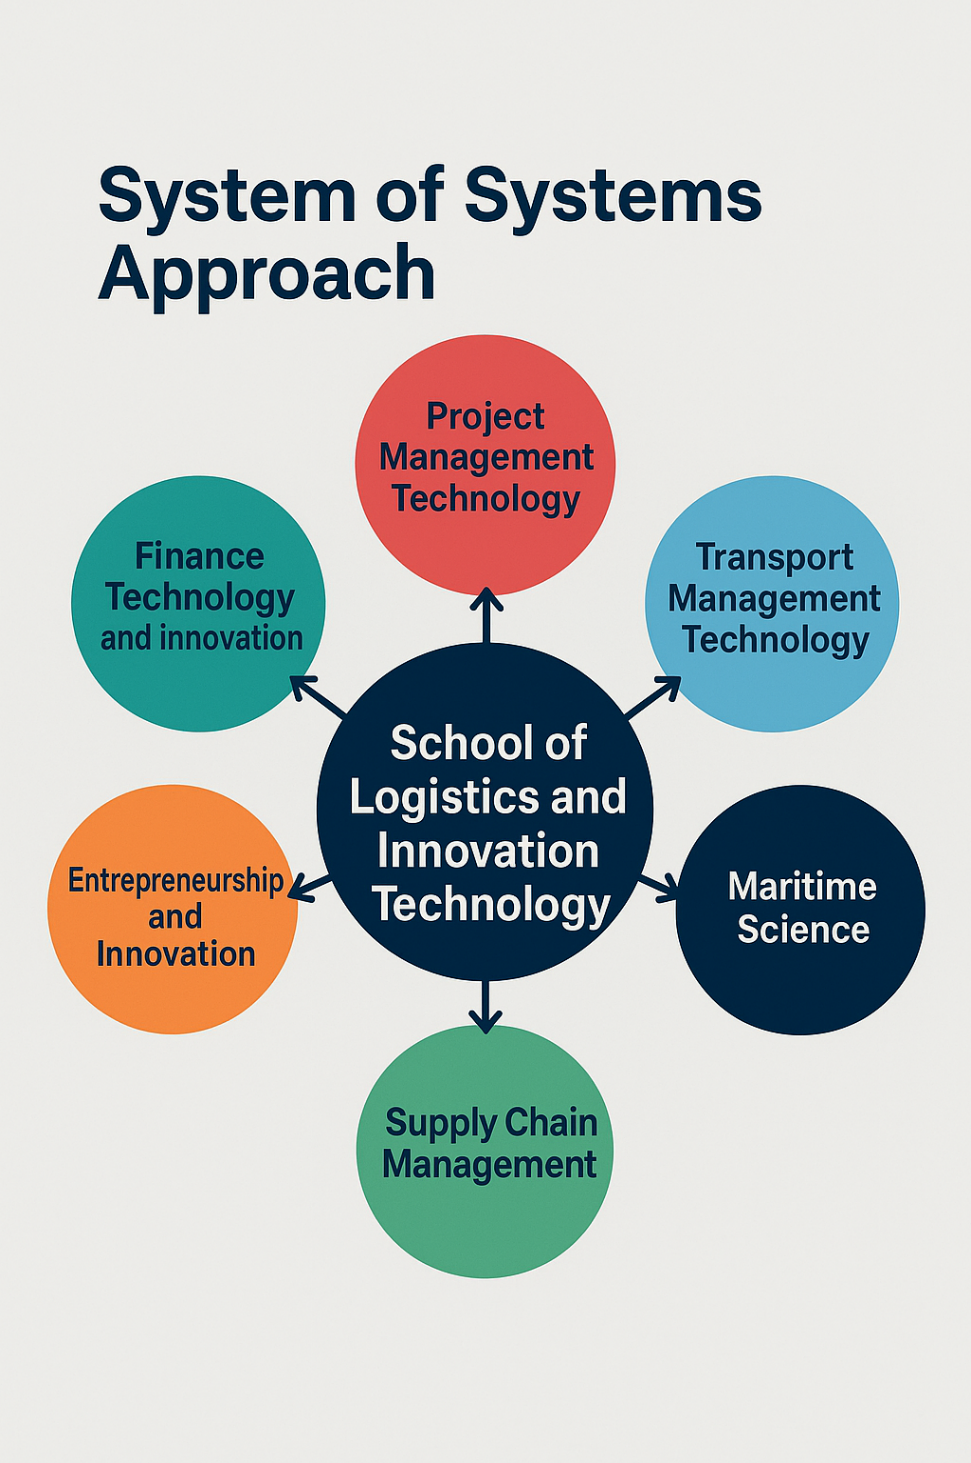 System of Systems
Approach
Project
Management
Technology
Finance
Technology
and innovation
Transport
Management
Technology
School of
Logistics and
Innovation
Technology
Entrepreneurship
and
Innovation
Maritime
Science
Supply Chain
Management